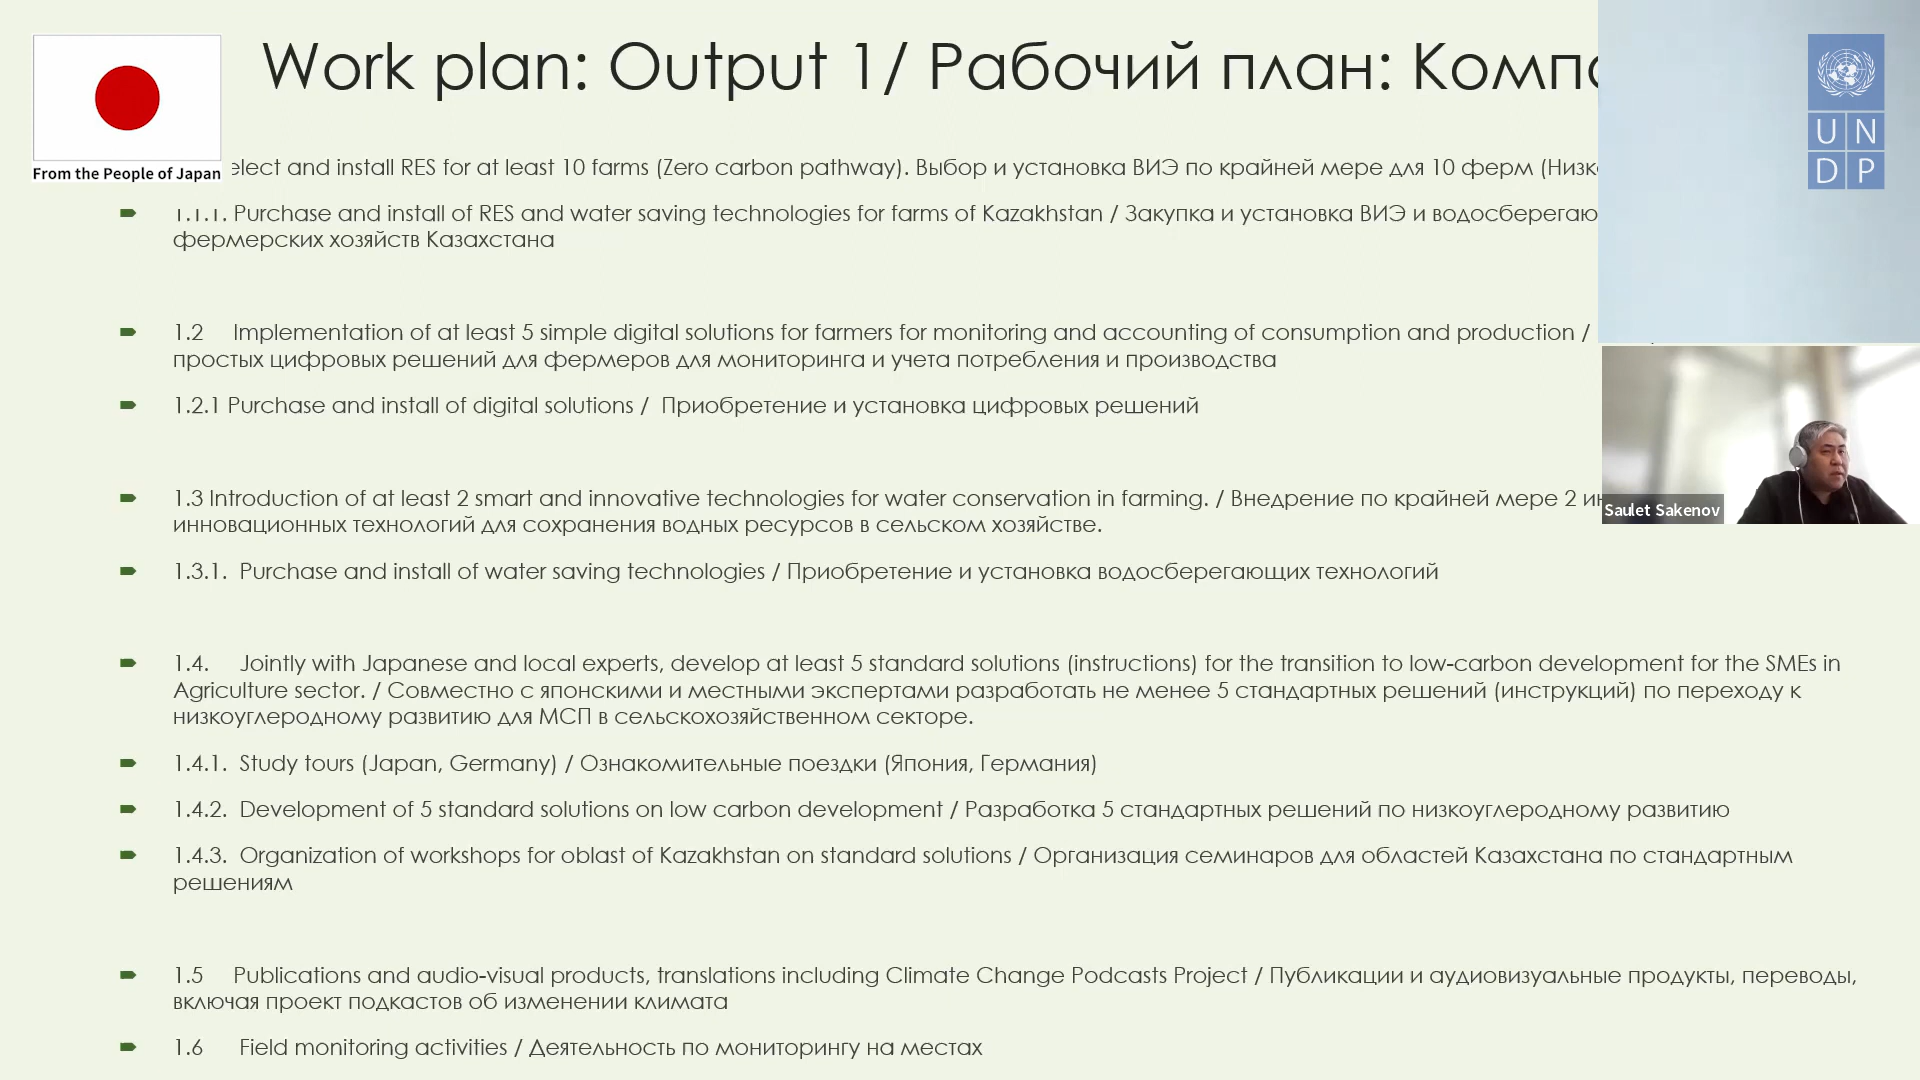 Work plan: Output 1/ Рабочий план:
From the People of Japan
and install RES for at least 10 farms (Zero carbon pathway). Выбор и установка ВИЭ по крайней мере для 10 ферм
1.1.1. Purchase and install of RES and water saving technologies for farms of Kazakhstan / Закупка и установка ВИЭ и
фермерских хозяйств Казахстана
1.2 Implementation of at least 5 simple digital solutions for farmers for monitoring and accounting of consumption and production /
простых цифровых решений для фермеров для мониторинга и учета потребления и производства
1.2.1 Purchase and install of digital solutions / Приобретение и установка цифровых решений
1.3 Introduction of at least 2 smart and innovative technologies for water conservation in farming. / Внедрение по крайней мере 2
инновационных технологий для сохранения водных ресурсов в сельском хозяйстве.
1.3.1. Purchase and install of water saving technologies / Приобретение и установка водосберегающих технологий
1.4. Jointly with Japanese and local experts, develop at least 5 standard solutions (instructions) for the transition to low-carbon development for the SMEs in
Agriculture sector. / Совместно с японскими и местными экспертами разработать не менее 5 стандартных решений (инструкций) по переходу к
низкоуглеродному развитию для МСП в сельскохозяйственном секторе.
1.4.1. Study tours (Japan, Germany) / Ознакомительные поездки (Япония, Германия)
1.4.2. Development of 5 standard solutions on low carbon development / Разработка 5 стандартных решений по низкоуглеродному развитию
1.4.3. Organization of workshops for oblast of Kazakhstan on standard solutions / Организация семинаров для областей Казахстана по стандартным
решениям
1.5 Publications and audio-visual products, translations including Climate Change Podcasts Project / Публикации и аудиовизуальные продукты, переводы,
включая проект подкастов об изменении климата
1.6 Field monitoring activities / Деятельность по мониторингу на местах
U N
D P
Saulet Sakenov